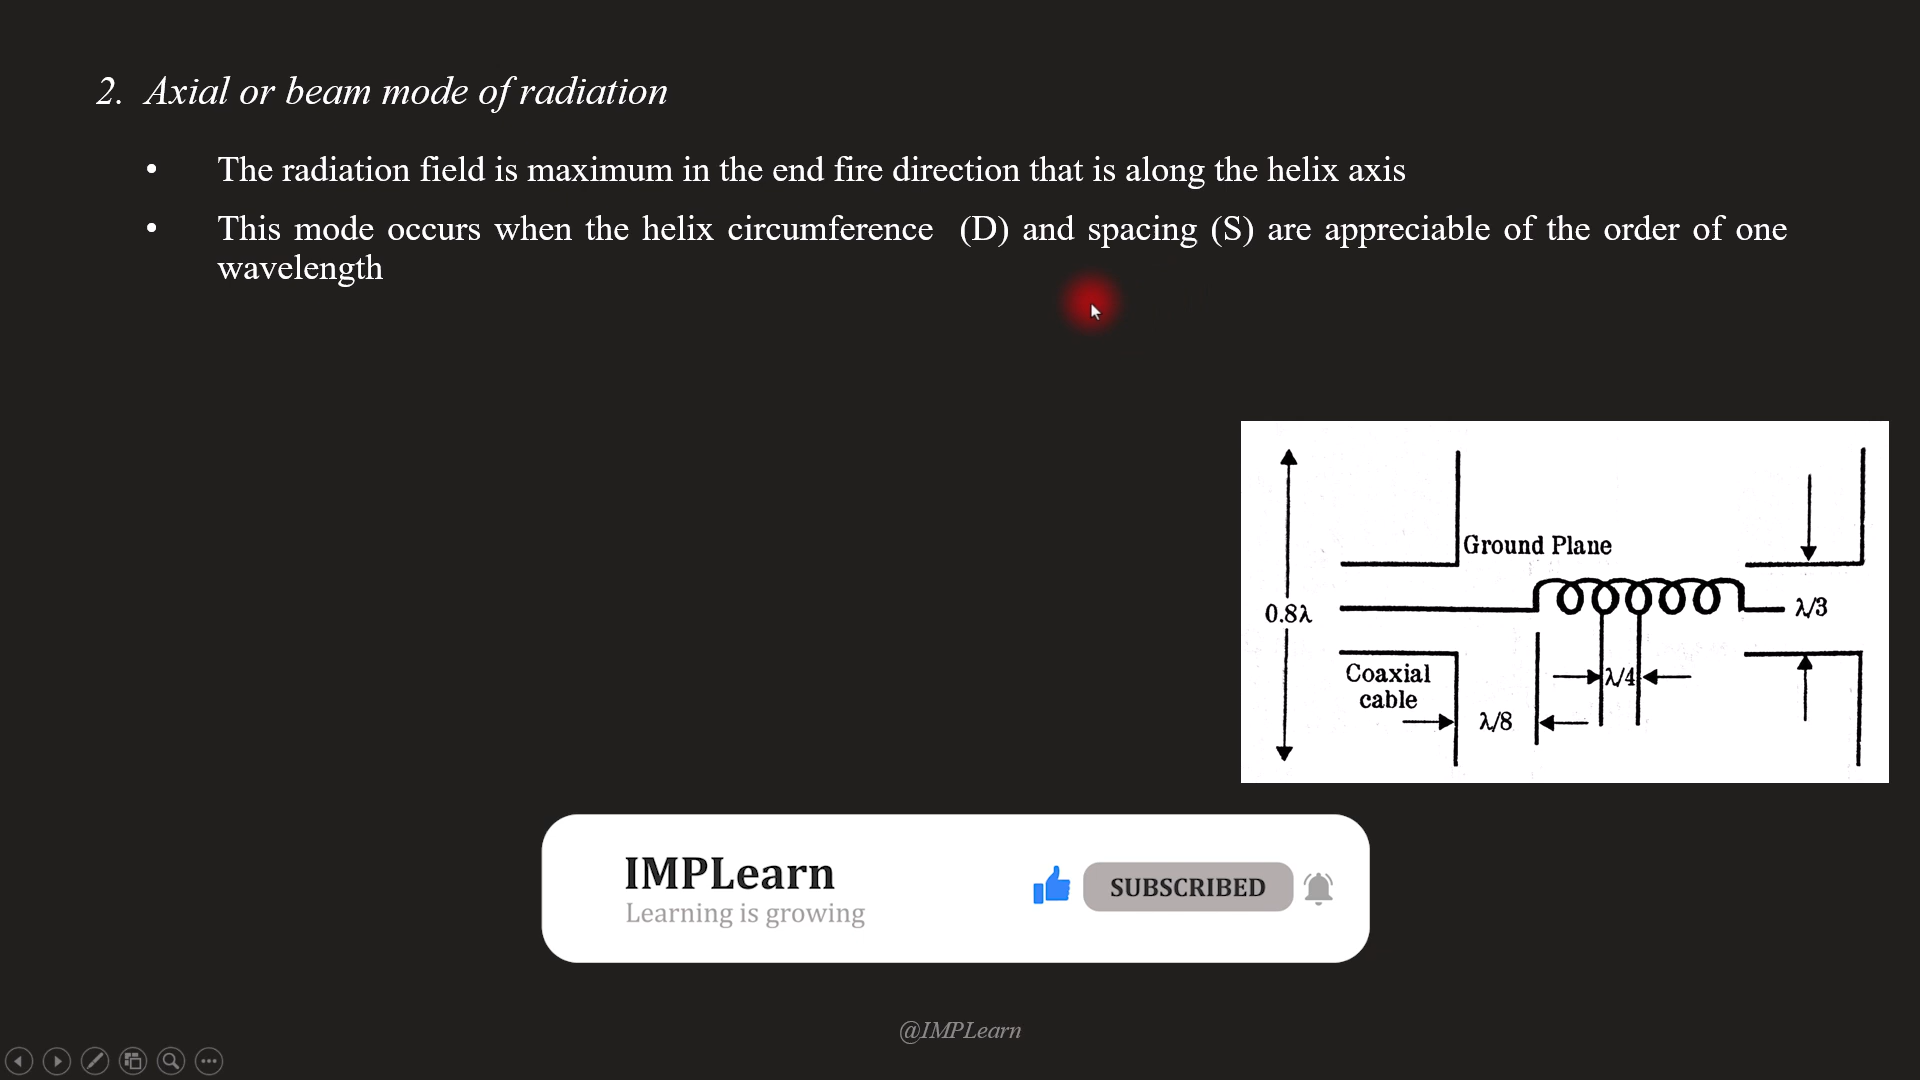 2. Axial or beam mode of radiation
• The radiation field is maximum in the end fire direction that is along the helix axis
• This mode occurs when the helix circumference (D) and spacing (S) are appreciable of the order of one
wavelength
Ground Plane
0.8λ
λ/3
Coaxial
cable
λ/4
λ/8
IMPLearn
Learning is growing
SUBSCRIBED
@IMPLearn